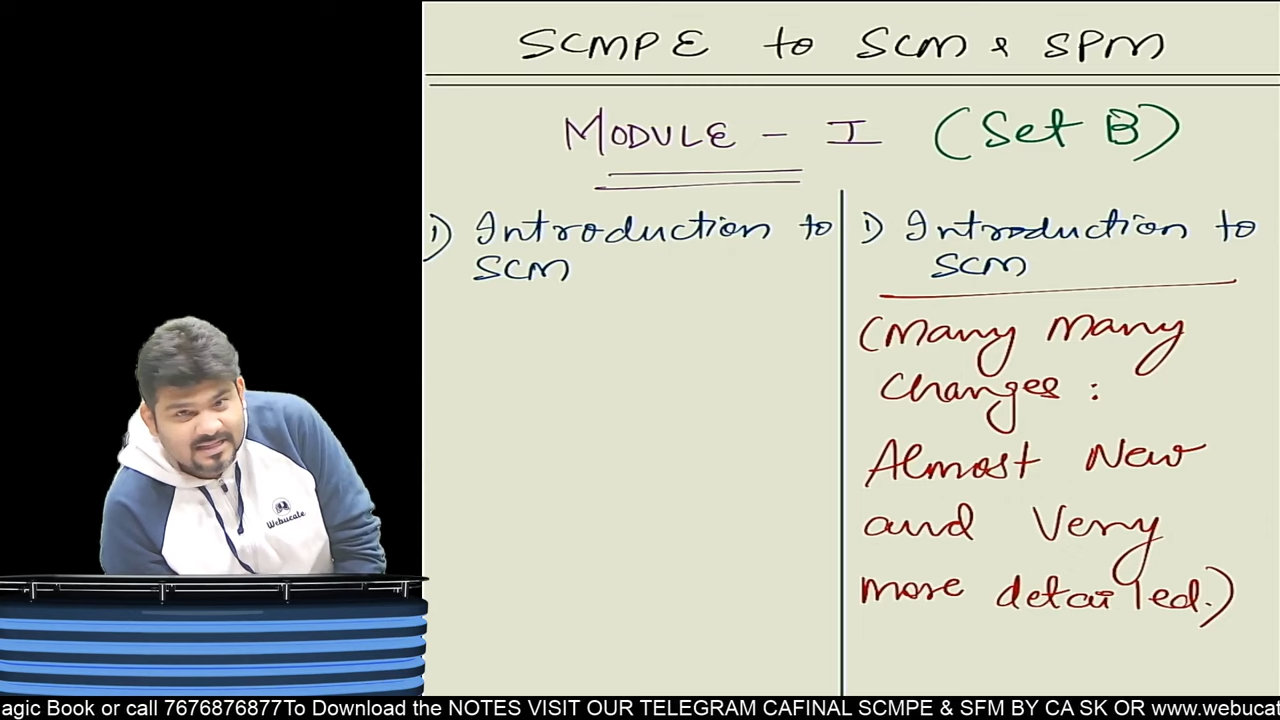 SCMPE to SCM & SPM
MODULE - I (Set B)
1) Introduction to
SCM
1) Introduction to
SCM
(Many Many
Changes :
Almost New
and Very
more detailed.)
Webucate
agic Book or call 7676876877To Download the NOTES VISIT OUR TELEGRAM CAFINAL SCMPE & SFM BY CA SK OR www.webucat